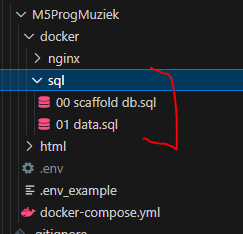 M5ProgMuziek
docker
nginx
sql
00 scaffold db.sql
01 data.sql
html
.env
.env_example
docker-compose.yml
.gitignore